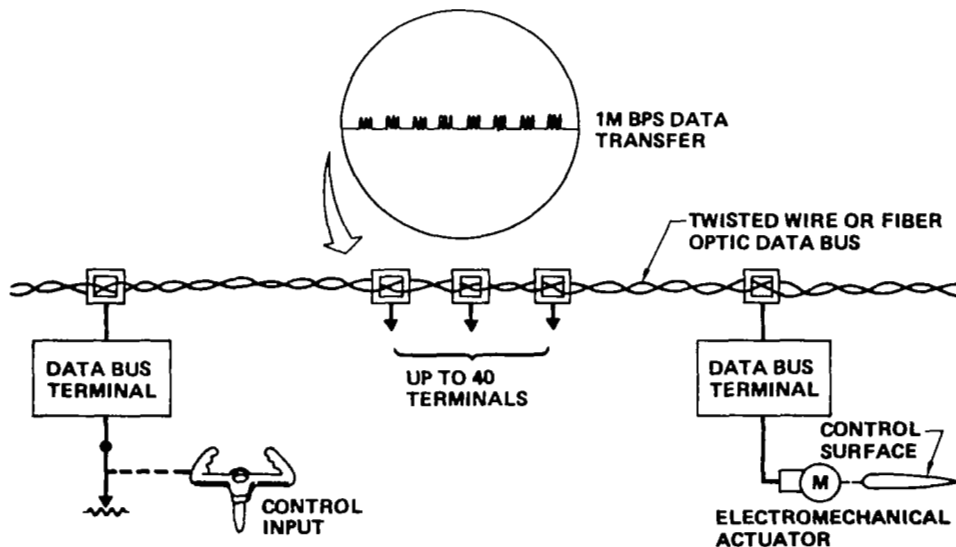 1M BPS DATA
TRANSFER
TWISTED WIRE OR FIBER
OPTIC DATA BUS
DATA BUS
TERMINAL
UP TO 40
TERMINALS
DATA BUS
TERMINAL
CONTROL
SURFACE
M
CONTROL
INPUT
ELECTROMECHANICAL
ACTUATOR